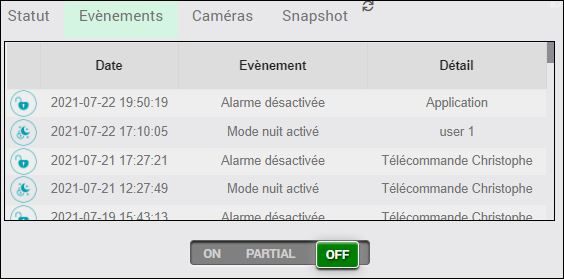 Statut Evènements Caméras Snapshot
Date Evènement Détail
2021-07-22 19:50:19 Alarme désactivée Application
2021-07-22 17:10:05 Mode nuit activé user 1
2021-07-21 17:27:21 Alarme désactivée Télécommande Christophe
2021-07-21 12:27:49 Mode nuit activé Télécommande Christophe
2021-07-19 15:43:13 Alarme désactivée Télécommande Christophe
ON PARTIAL OFF